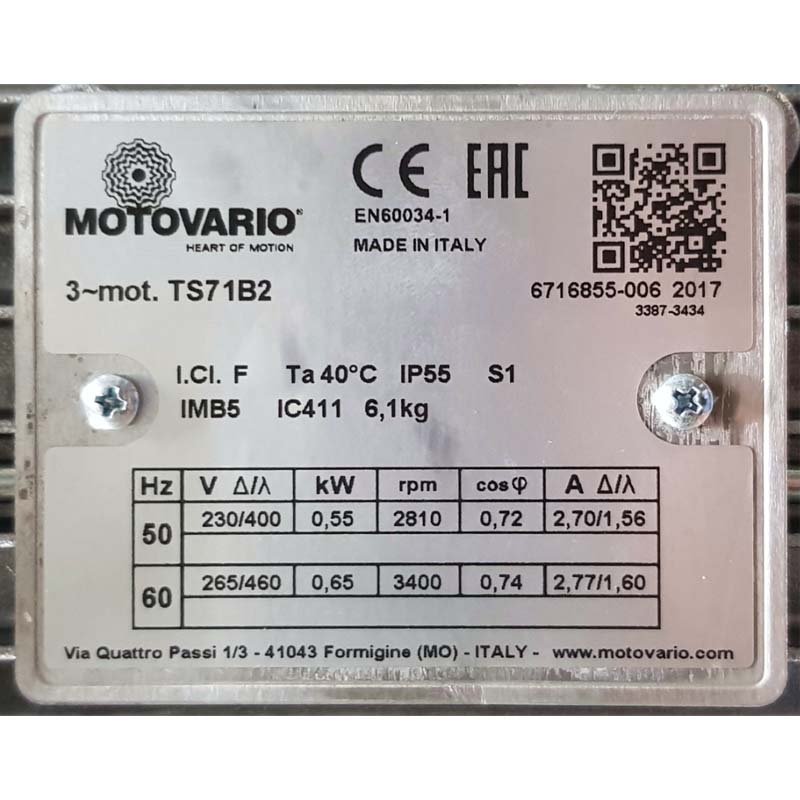 MOTOVARIO®
HEART OF MOTION
CE EAC
EN60034-1
MADE IN ITALY
3~mot. TS71B2
6716855-006 2017
3387-3434
I.Cl. F Ta 40°C IP55 S1
IMB5 IC411 6,1kg
Hz V Δ/λ kW rpm cosφ A Δ/λ
50 230/400 0,55 2810 0,72 2,70/1,56
60 265/460 0,65 3400 0,74 2,77/1,60
Via Quattro Passi 1/3 - 41043 Formigine (MO) - ITALY - www.motovario.com